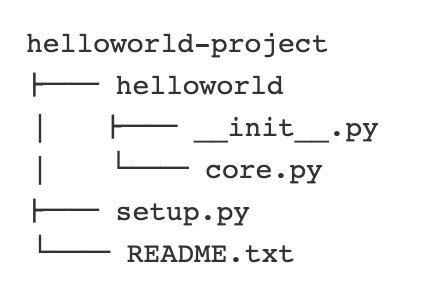 helloworld-project
├── helloworld
│   ├── __init__.py
│   └── core.py
├── setup.py
└── README.txt